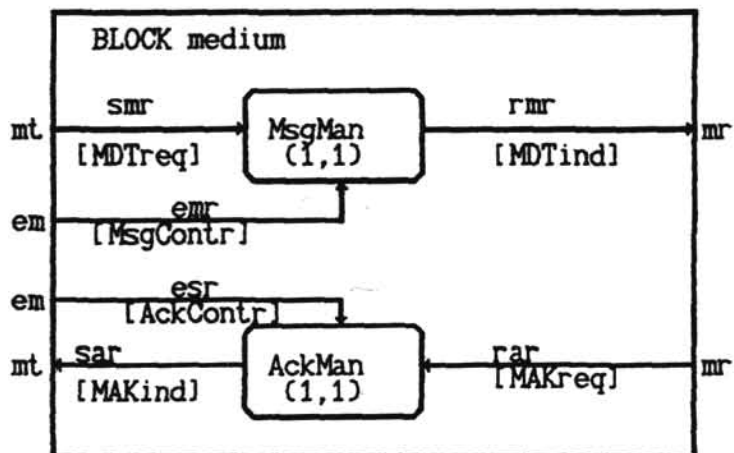 BLOCK medium
smr
rmr
mt
MsgMan
mr
[MDTreq]
(1,1)
[MDTind]
emr
em
[MsgContr]
esr
em
[AckContr]
sar
rar
mt
AckMan
mr
[MAKind]
(1,1)
[MAKreq]